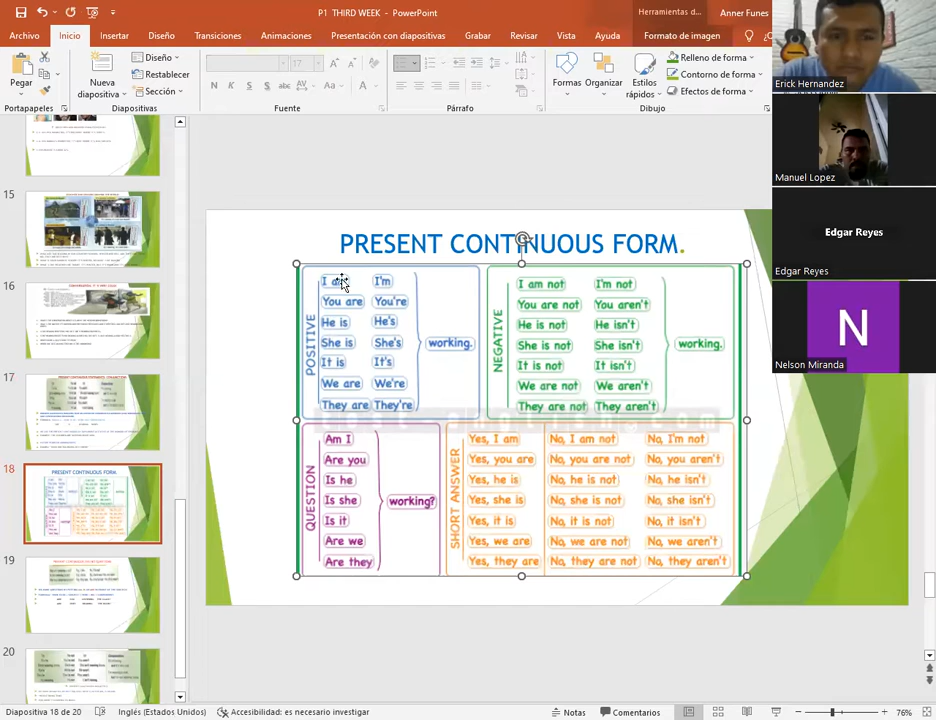 P1 THIRD WEEK - PowerPoint
Herramientas d...
Anner Funes
Archivo
Inicio
Insertar
Diseño
Transiciones
Animaciones
Presentación con diapositivas
Grabar
Revisar
Vista
Ayuda
Formato de imagen
Pegar
Nueva
diapositiva
Diseño
Restablecer
Sección
17
N
K
S
S
abc
AV
Aa
A
Formas
Organizar
Estilos
rápidos
Relleno de forma
Contorno de forma
Efectos de forma
Portapapeles
Diapositivas
Fuente
Párrafo
Dibujo
Erick Hernandez
Manuel Lopez
Edgar Reyes
Edgar Reyes
N
Nelson Miranda
15
16
17
18
19
20
PRESENT CONTINUOUS FORM.
POSITIVE
I am I'm
You are You're
He is He's
She is She's
It is It's
We are We're
They are They're
working.
NEGATIVE
I am not I'm not
You are not You aren't
He is not He isn't
She is not She isn't
It is not It isn't
We are not We aren't
They are not They aren't
working.
QUESTION
Am I
Are you
Is he
Is she
Is it
Are we
Are they
working?
SHORT ANSWER
Yes, I am No, I am not No, I'm not
Yes, you are No, you are not No, you aren't
Yes, he is No, he is not No, he isn't
Yes, she is No, she is not No, she isn't
Yes, it is No, it is not No, it isn't
Yes, we are No, we are not No, we aren't
Yes, they are No, they are not No, they aren't
Diapositiva 18 de 20
Inglés (Estados Unidos)
Accesibilidad: es necesario investigar
Notas
Comentarios
76%